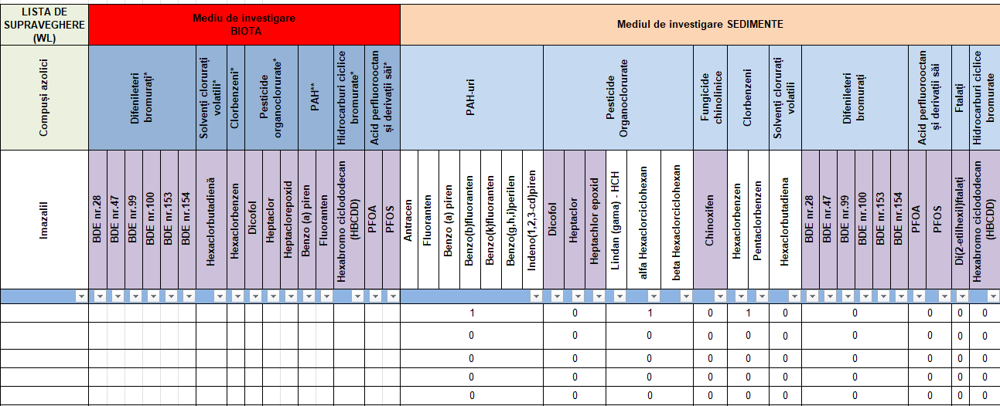 LISTA DE
SUPRAVEGHERE
(WL)
Mediu de investigare
BIOTA
Mediul de investigare SEDIMENTE
Compuși azolici
Difenileteri
bromurați*
Solvenți clorurați
volatili*
Clorbenzeni*
Pesticide
organoclorurate*
PAH**
Hidrocarburi ciclice
bromurate*
Acid perfluorooctan
și derivații săi*
PAH-uri
Pesticide
Organoclorurate
Fungicide
chinolinice
Clorbenzeni
Solvenți clorurați
volatili
Difenileteri
bromurați
Acid perfluorooctan
și derivații săi
Ftalați
Hidrocarburi ciclice
bromurate
Imazalil
BDE nr.28
BDE nr.47
BDE nr.99
BDE nr.100
BDE nr.153
BDE nr.154
Hexaclorbutadienă
Hexaclorbenzen
Dicofol
Heptaclor
Heptaclorepoxid
Benzo (a) piren
Fluoranten
Hexabromo ciclododecan
(HBCDD)
PFOA
PFOS
Antracen
Fluoranten
Benzo (a) piren
Benzo(b)fluoranten
Benzo(k)fluoranten
Benzo(g,h,i)perilen
Indeno(1,2,3-cd)piren
Dicofol
Heptaclor
Heptachlor epoxid
Lindan (gama) - HCH
alfa Hexaclorciclohexan
beta Hexaclorciclohexan
Chinoxifen
Hexaclorbenzen
Pentaclorbenzen
Hexaclorbutadiena
BDE nr.28
BDE nr.47
BDE nr.99
BDE nr.100
BDE nr.153
BDE nr.154
PFOA
PFOS
Di(2-etilhexil)ftalați
Hexabromo ciclododecan
(HBCDD)
1 0 1 0 1 0 0 0 0 0
0 0 0 0 0 0 0 0 0 0
0 0 0 0 0 0 0 0 0 0
0 0 0 0 0 0 0 0 0 0
0 0 0 0 0 0 0 0 0 0